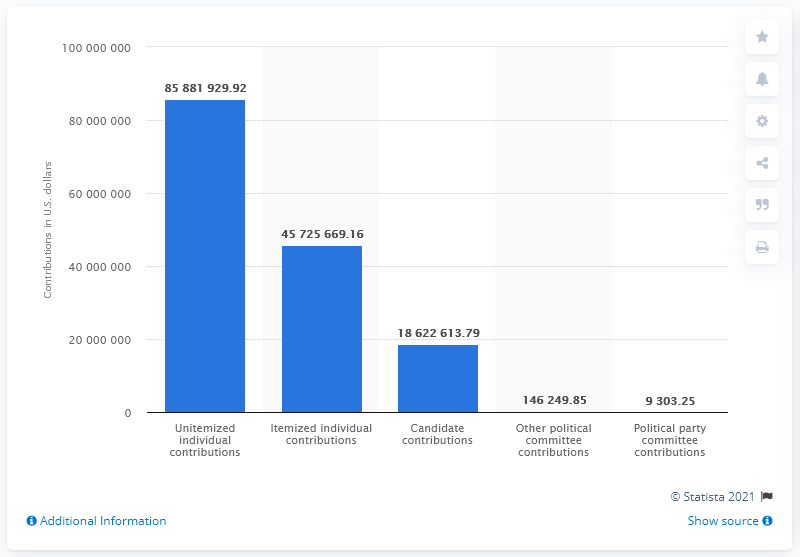 100 000 000
80 000 000
60 000 000
40 000 000
20 000 000
0
Contributions in U.S. dollars
85 881 929.92
45 725 669.16
18 622 613.79
146 249.85
9 303.25
Unitemized
individual
contributions
Itemized individual
contributions
Candidate
contributions
Other political
committee
contributions
Political party
committee
contributions
© Statista 2021
Additional Information
Show source